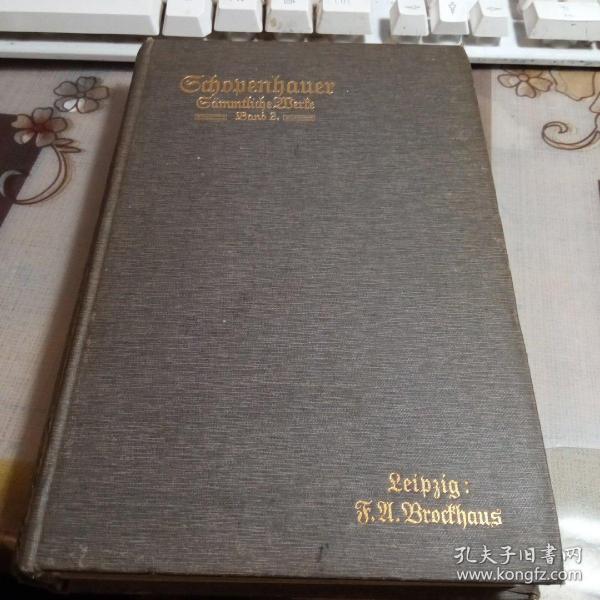 Schopenhauer
Sämmtliche Werke
Band 2.
Leipzig:
F. A. Brockhaus
孔夫子旧书网
www.kongfz.com